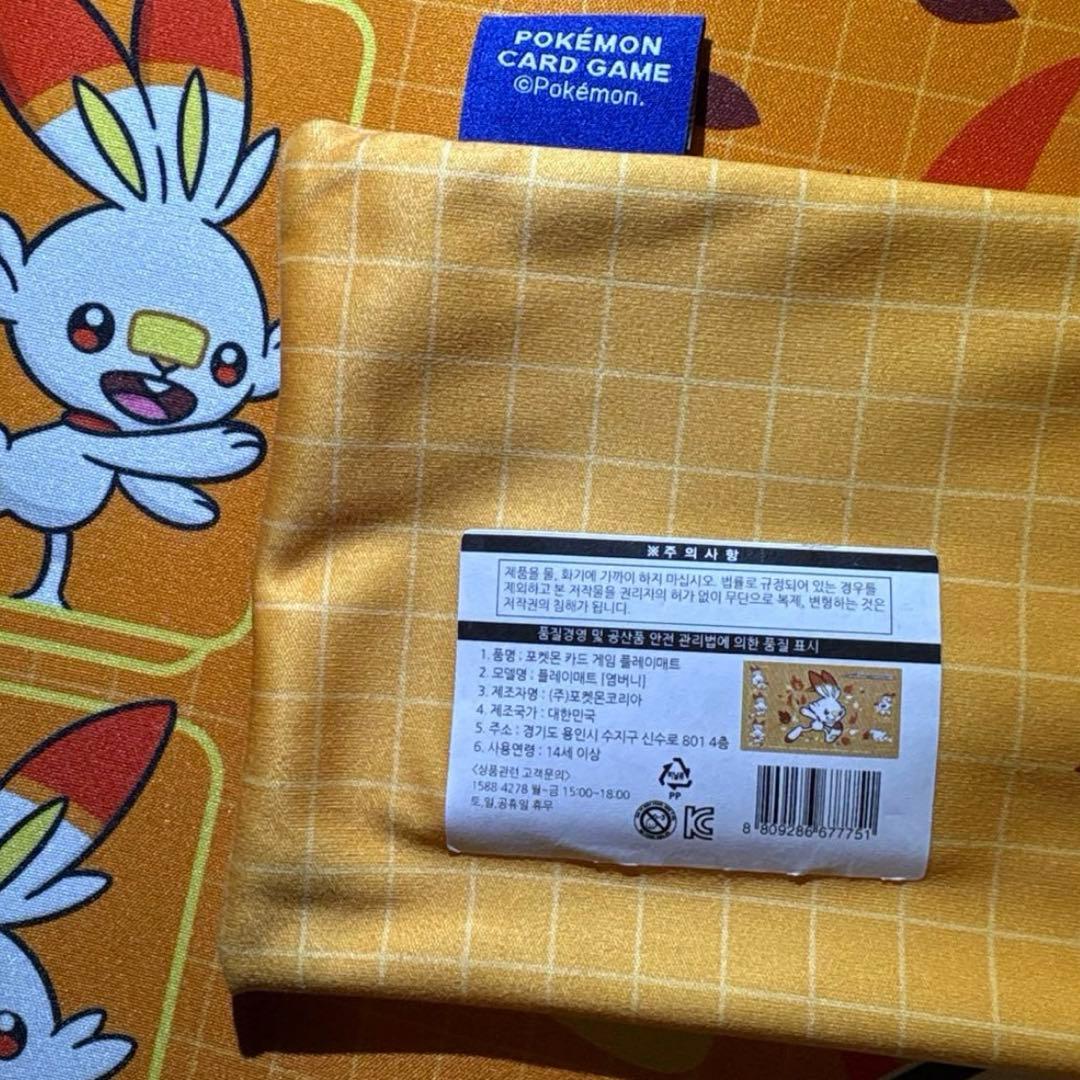 POKÉMON
CARD GAME
©Pokémon.
※주 의 사 항
제품을 물, 화기에 가까이 하지 마십시오. 법률로 규정되어 있는 경우를
제외하고 본 저작물을 권리자의 허가 없이 무단으로 복제, 변형하는 것은
저작권의 침해가 됩니다.
품질경영 및 공산품 안전 관리법에 의한 품질 표시
1. 품명 : 포켓몬 카드 게임 플레이매트
2. 모델명 : 플레이매트 [염버니]
3. 제조자명 : (주)포켓몬코리아
4. 제조국가 : 대한민국
5. 주소 : 경기도 용인시 수지구 신수로 801 4층
6. 사용연령 : 14세 이상
<상품관련 고객문의>
1588 4278 월~금 15:00~18:00
토,일,공휴일 휴무
비닐류
PP
8 809286 677751